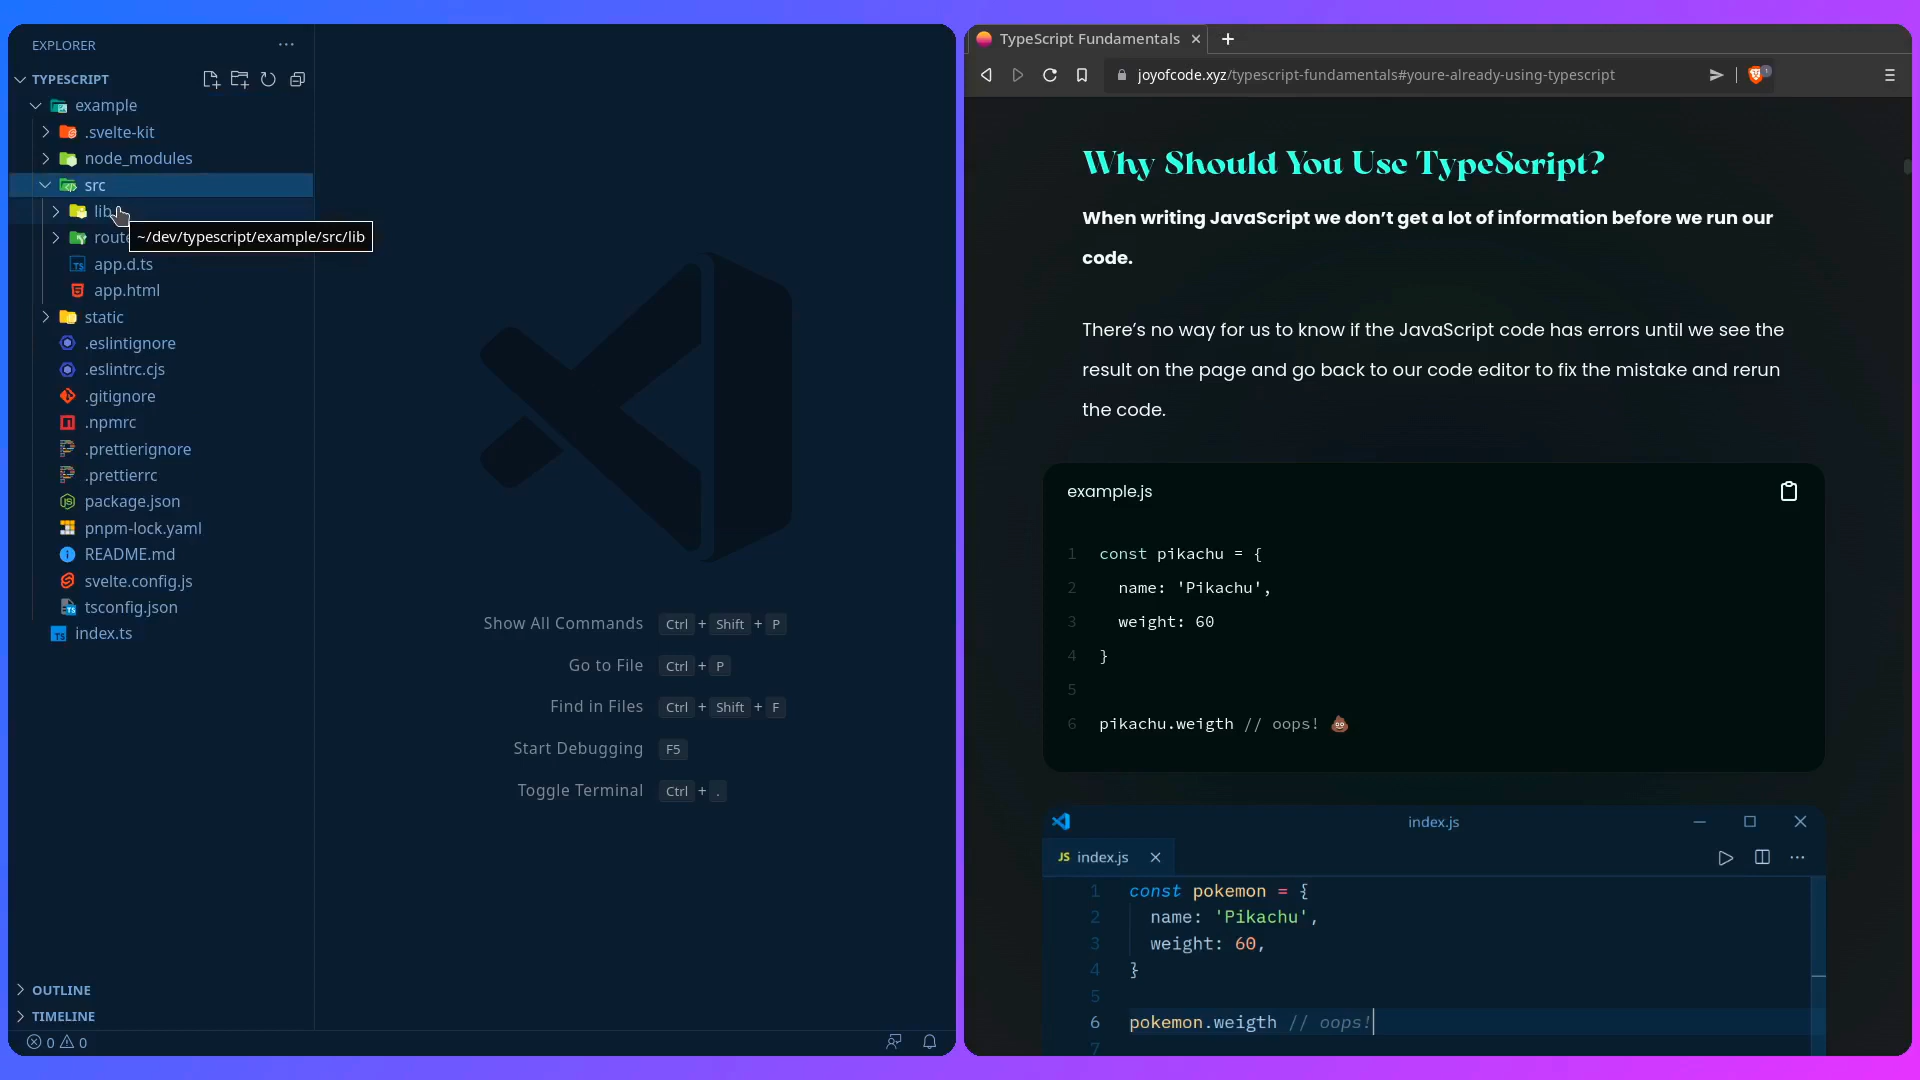 EXPLORER
TYPESCRIPT
example
.svelte-kit
node_modules
src
lib
route
~/dev/typescript/example/src/lib
app.d.ts
app.html
static
.eslintignore
.eslintrc.cjs
.gitignore
.npmrc
.prettierignore
.prettierrc
package.json
pnpm-lock.yaml
README.md
svelte.config.js
tsconfig.json
index.ts
OUTLINE
TIMELINE
0 0
Show All Commands Ctrl + Shift + P
Go to File Ctrl + P
Find in Files Ctrl + Shift + F
Start Debugging F5
Toggle Terminal Ctrl + .
TypeScript Fundamentals
joyofcode.xyz/typescript-fundamentals#youre-already-using-typescript
1
Why Should You Use TypeScript?
When writing JavaScript we don’t get a lot of information before we run our
code.
There’s no way for us to know if the JavaScript code has errors until we see the
result on the page and go back to our code editor to fix the mistake and rerun
the code.
example.js
1 const pikachu = {
2 name: 'Pikachu',
3 weight: 60
4 }
5
6 pikachu.weigth // oops! 💩
index.js
JS index.js
1 const pokemon = {
2 name: 'Pikachu',
3 weight: 60,
4 }
5
6 pokemon.weigth // oops!
7